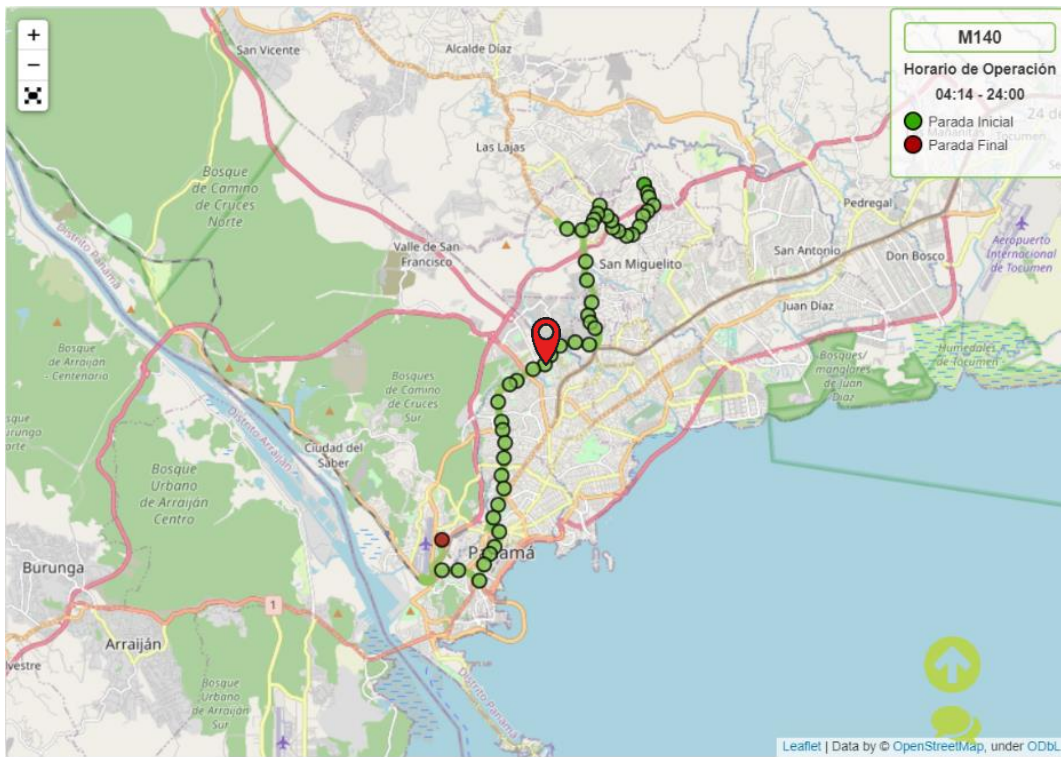 +
−
M140
Horario de Operación
04:14 - 24:00
Parada Inicial
Parada Final
24 de
Mañanitas
Tocumen
San Vicente
Alcalde Díaz
Las Lajas
Pedregal
Bosque
de Camino
de Cruces
Norte
Distrito Panamá
Valle de San
Francisco
San Miguelito
San Antonio
Don Bosco
Aeropuerto
Internacional
de Tocumen
Juan Díaz
Bosque
de Arraiján
- Centenario
Bosques
de Camino
de Cruces
Sur
Bosques/
manglares
de Juan
Díaz
Humedales
de Tocumen
Distrito Arraiján
Ciudad del
Saber
Bosque
Urbano
de Arraiján
Centro
Panamá
Burunga
1
Arraiján
Bosque
Urbano de
Arraiján
Sur
Distrito Panamá
Leaflet | Data by © OpenStreetMap, under ODbL